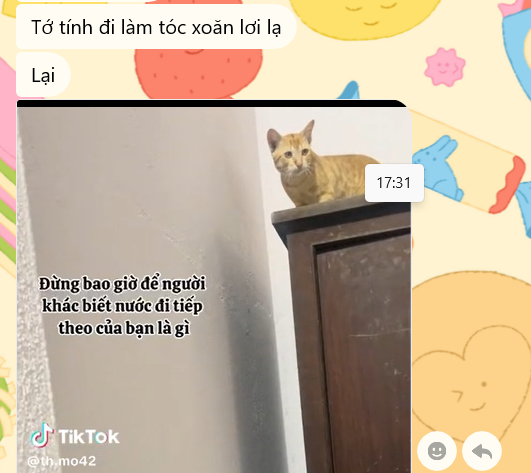 Tớ tính đi làm tóc xoăn lơi lạ
Lại
17:31
Đừng bao giờ để người
khác biết nước đi tiếp
theo của bạn là gì
TikTok
@th.mo42